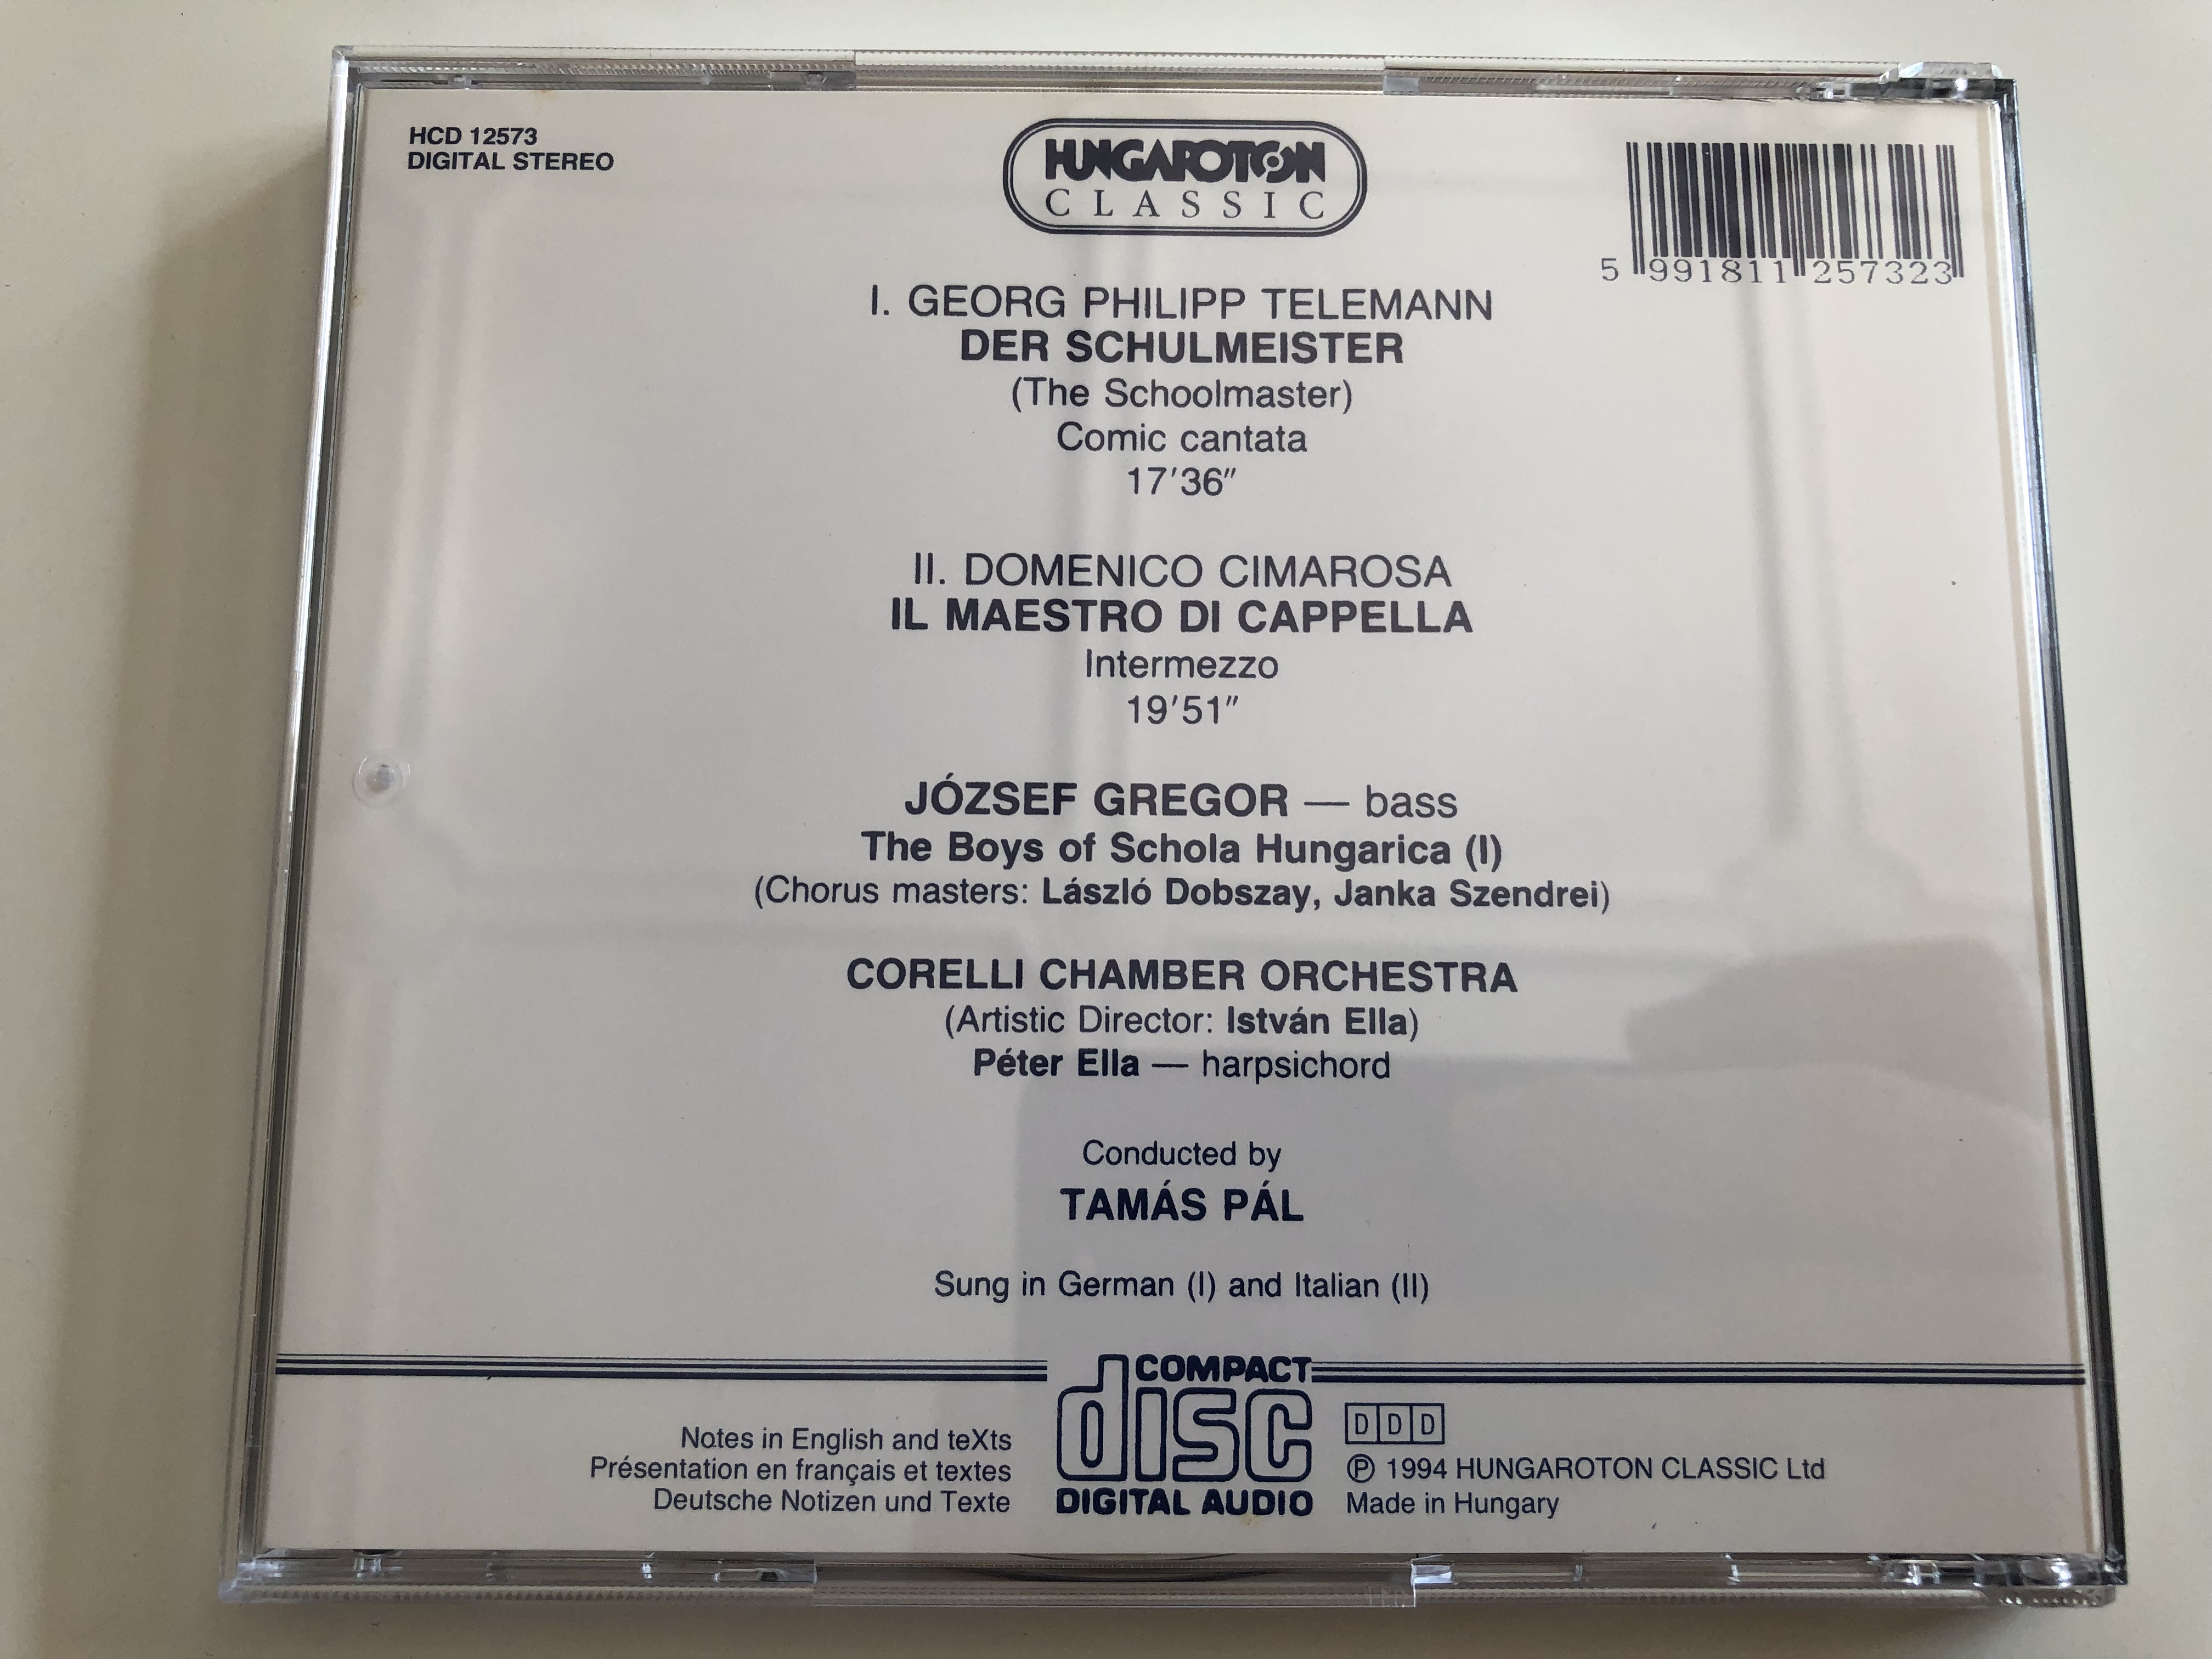 HCD 12573
DIGITAL STEREO
HUNGAROTON
CLASSIC
5 991811 257323
I. GEORG PHILIPP TELEMANN
DER SCHULMEISTER
(The Schoolmaster)
Comic cantata
17′36″
II. DOMENICO CIMAROSA
IL MAESTRO DI CAPPELLA
Intermezzo
19′51″
JÓZSEF GREGOR — bass
The Boys of Schola Hungarica (I)
(Chorus masters: László Dobszay, Janka Szendrei)
CORELLI CHAMBER ORCHESTRA
(Artistic Director: István Ella)
Péter Ella — harpsichord
Conducted by
TAMÁS PÁL
Sung in German (I) and Italian (II)
Notes in English and teXts
Présentation en français et textes
Deutsche Notizen und Texte
COMPACT
disc
DIGITAL AUDIO
DDD
℗ 1994 HUNGAROTON CLASSIC Ltd
Made in Hungary